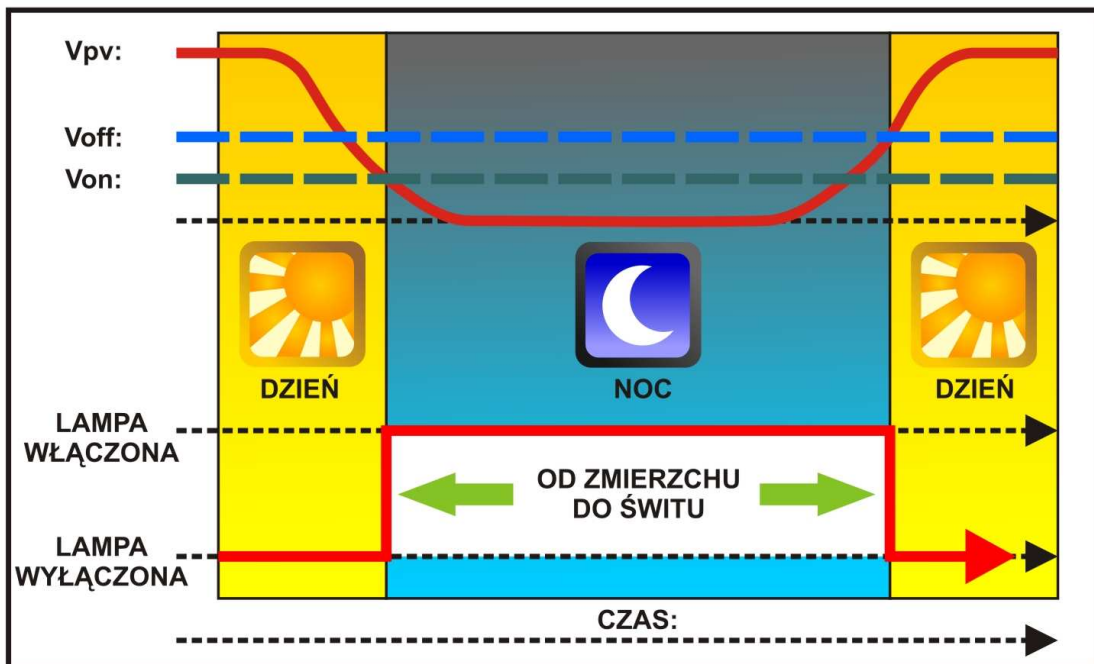 Vpv:
Voff:
Von:
DZIEŃ
NOC
DZIEŃ
LAMPA
WŁĄCZONA
OD ZMIERZCHU
DO ŚWITU
LAMPA
WYŁĄCZONA
CZAS: